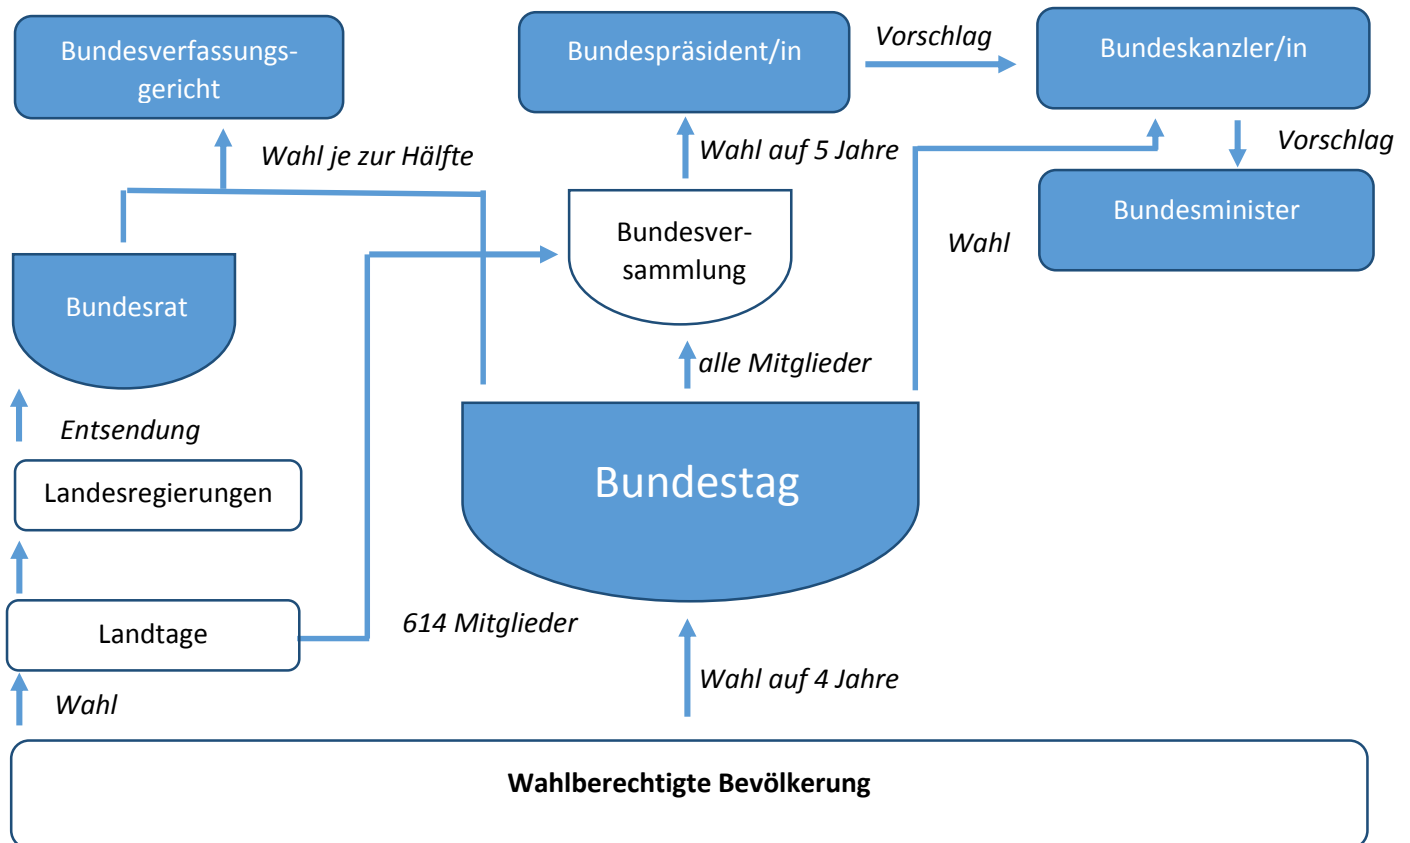 Bundesverfassungs-
gericht
Bundespräsident/in
Vorschlag
Bundeskanzler/in
Wahl je zur Hälfte
Wahl auf 5 Jahre
Vorschlag
Bundesrat
Bundesver-
sammlung
Wahl
Bundesminister
alle Mitglieder
Entsendung
Landesregierungen
Bundestag
Landtage
614 Mitglieder
Wahl
Wahl auf 4 Jahre
Wahlberechtigte Bevölkerung